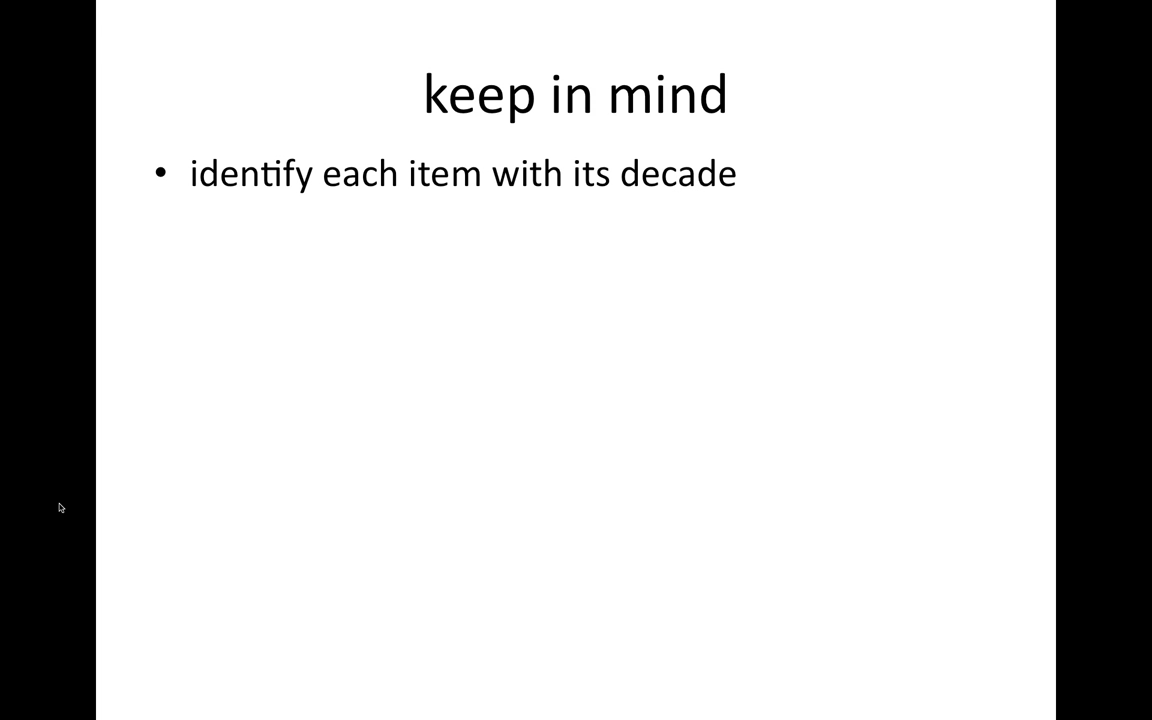 keep in mind
• identify each item with its decade